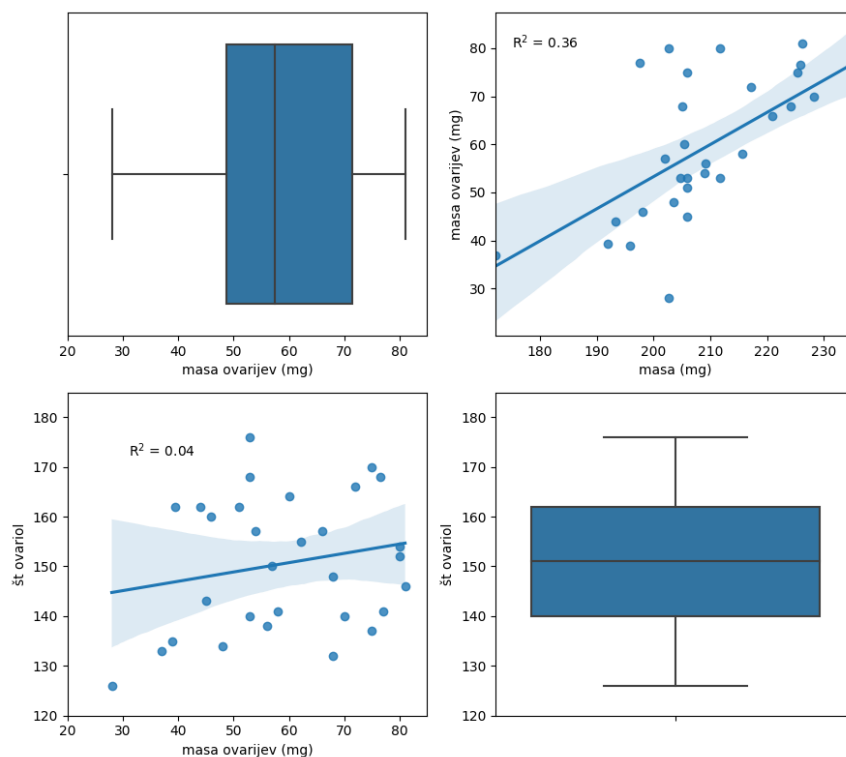 20 30 40 50 60 70 80
masa ovarijev (mg)
R² = 0.36
80
70
60
50
40
30
masa ovarijev (mg)
180 190 200 210 220 230
masa (mg)
R² = 0.04
180
170
160
150
140
130
120
št ovariol
20 30 40 50 60 70 80
masa ovarijev (mg)
180
170
160
150
140
130
120
št ovariol